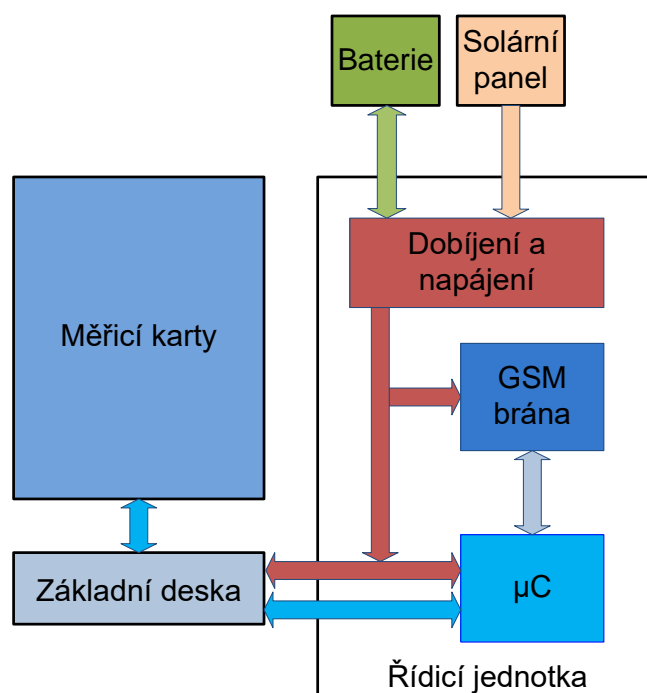 Baterie
Solární
panel
Dobíjení a
napájení
Měřicí karty
GSM
brána
Základní deska
µC
Řídicí jednotka